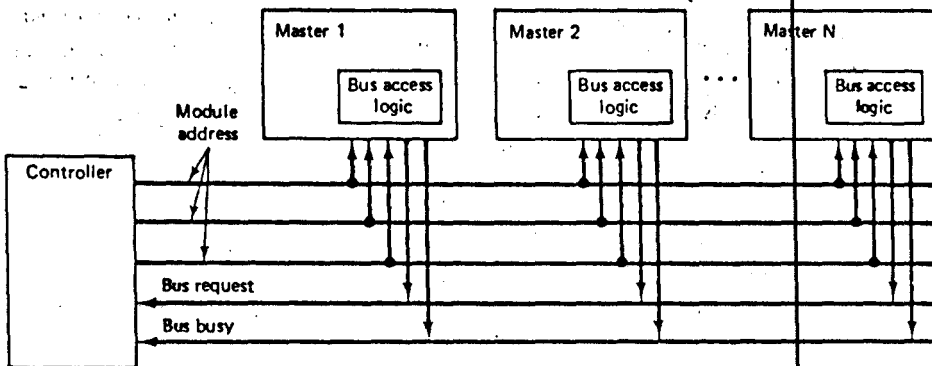 Master 1
Master 2
Master N
Bus access
logic
Bus access
logic
Bus access
logic
...
Module
address
Controller
Bus request
Bus busy